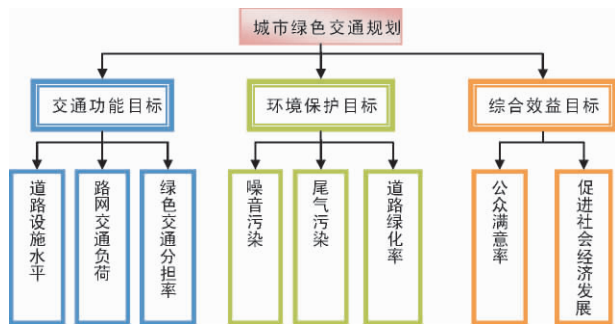 城市绿色交通规划
交通功能目标
环境保护目标
综合效益目标
道路设施水平
路网交通负荷
绿色交通分担率
噪音污染
尾气污染
道路绿化率
公众满意率
促进社会经济发展